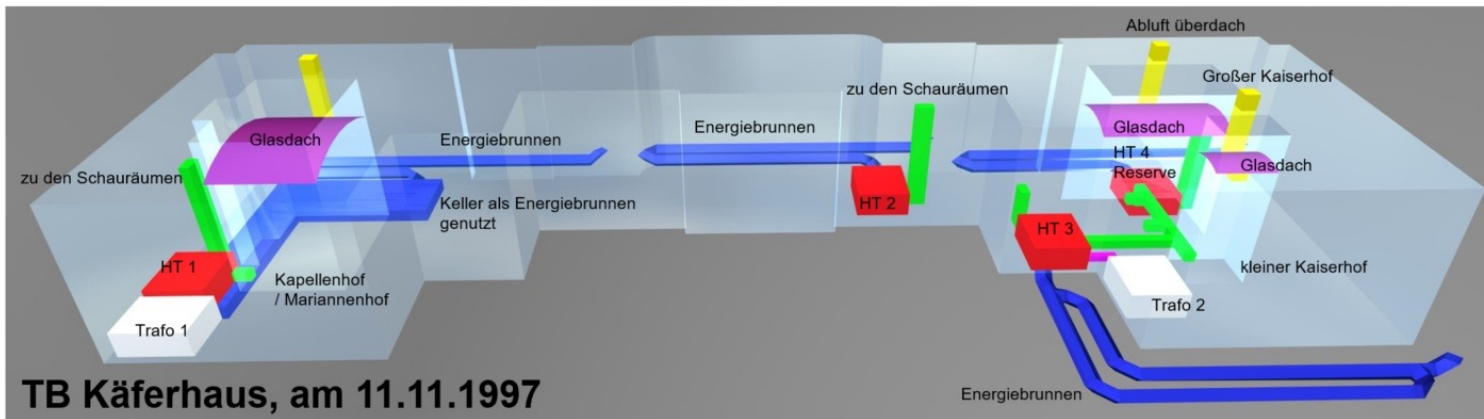 Abluft überdach
Großer Kaiserhof
zu den Schauräumen
Glasdach
Energiebrunnen
Energiebrunnen
Glasdach
HT 4
Reserve
Glasdach
zu den Schauräumen
Keller als Energiebrunnen
genutzt
HT 2
HT 3
HT 1
Kapellenhof
/ Mariannenhof
kleiner Kaiserhof
Trafo 1
Trafo 2
Energiebrunnen
TB Käferhaus, am 11.11.1997